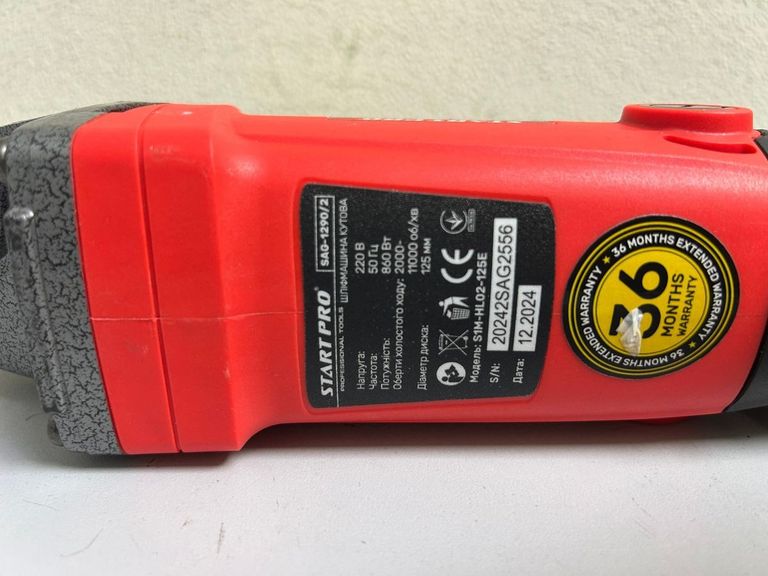 START PRO SAG-1290/2
PROFESSIONAL TOOLS ШЛІФМАШИНА КУТОВА
Напруга: 220 В
Частота: 50 Гц
Потужність: 860 Вт
Оберти холостого ходу: 2000-
11000 об/хв
Діаметр диска: 125 мм
CE
Модель: S1M-HL02-125E
S/N: 20242SAG2556
Дата: 12.2024
36 MONTHS EXTENDED WARRANTY
36
MONTHS
WARRANTY
36 MONTHS EXTENDED WARRANTY